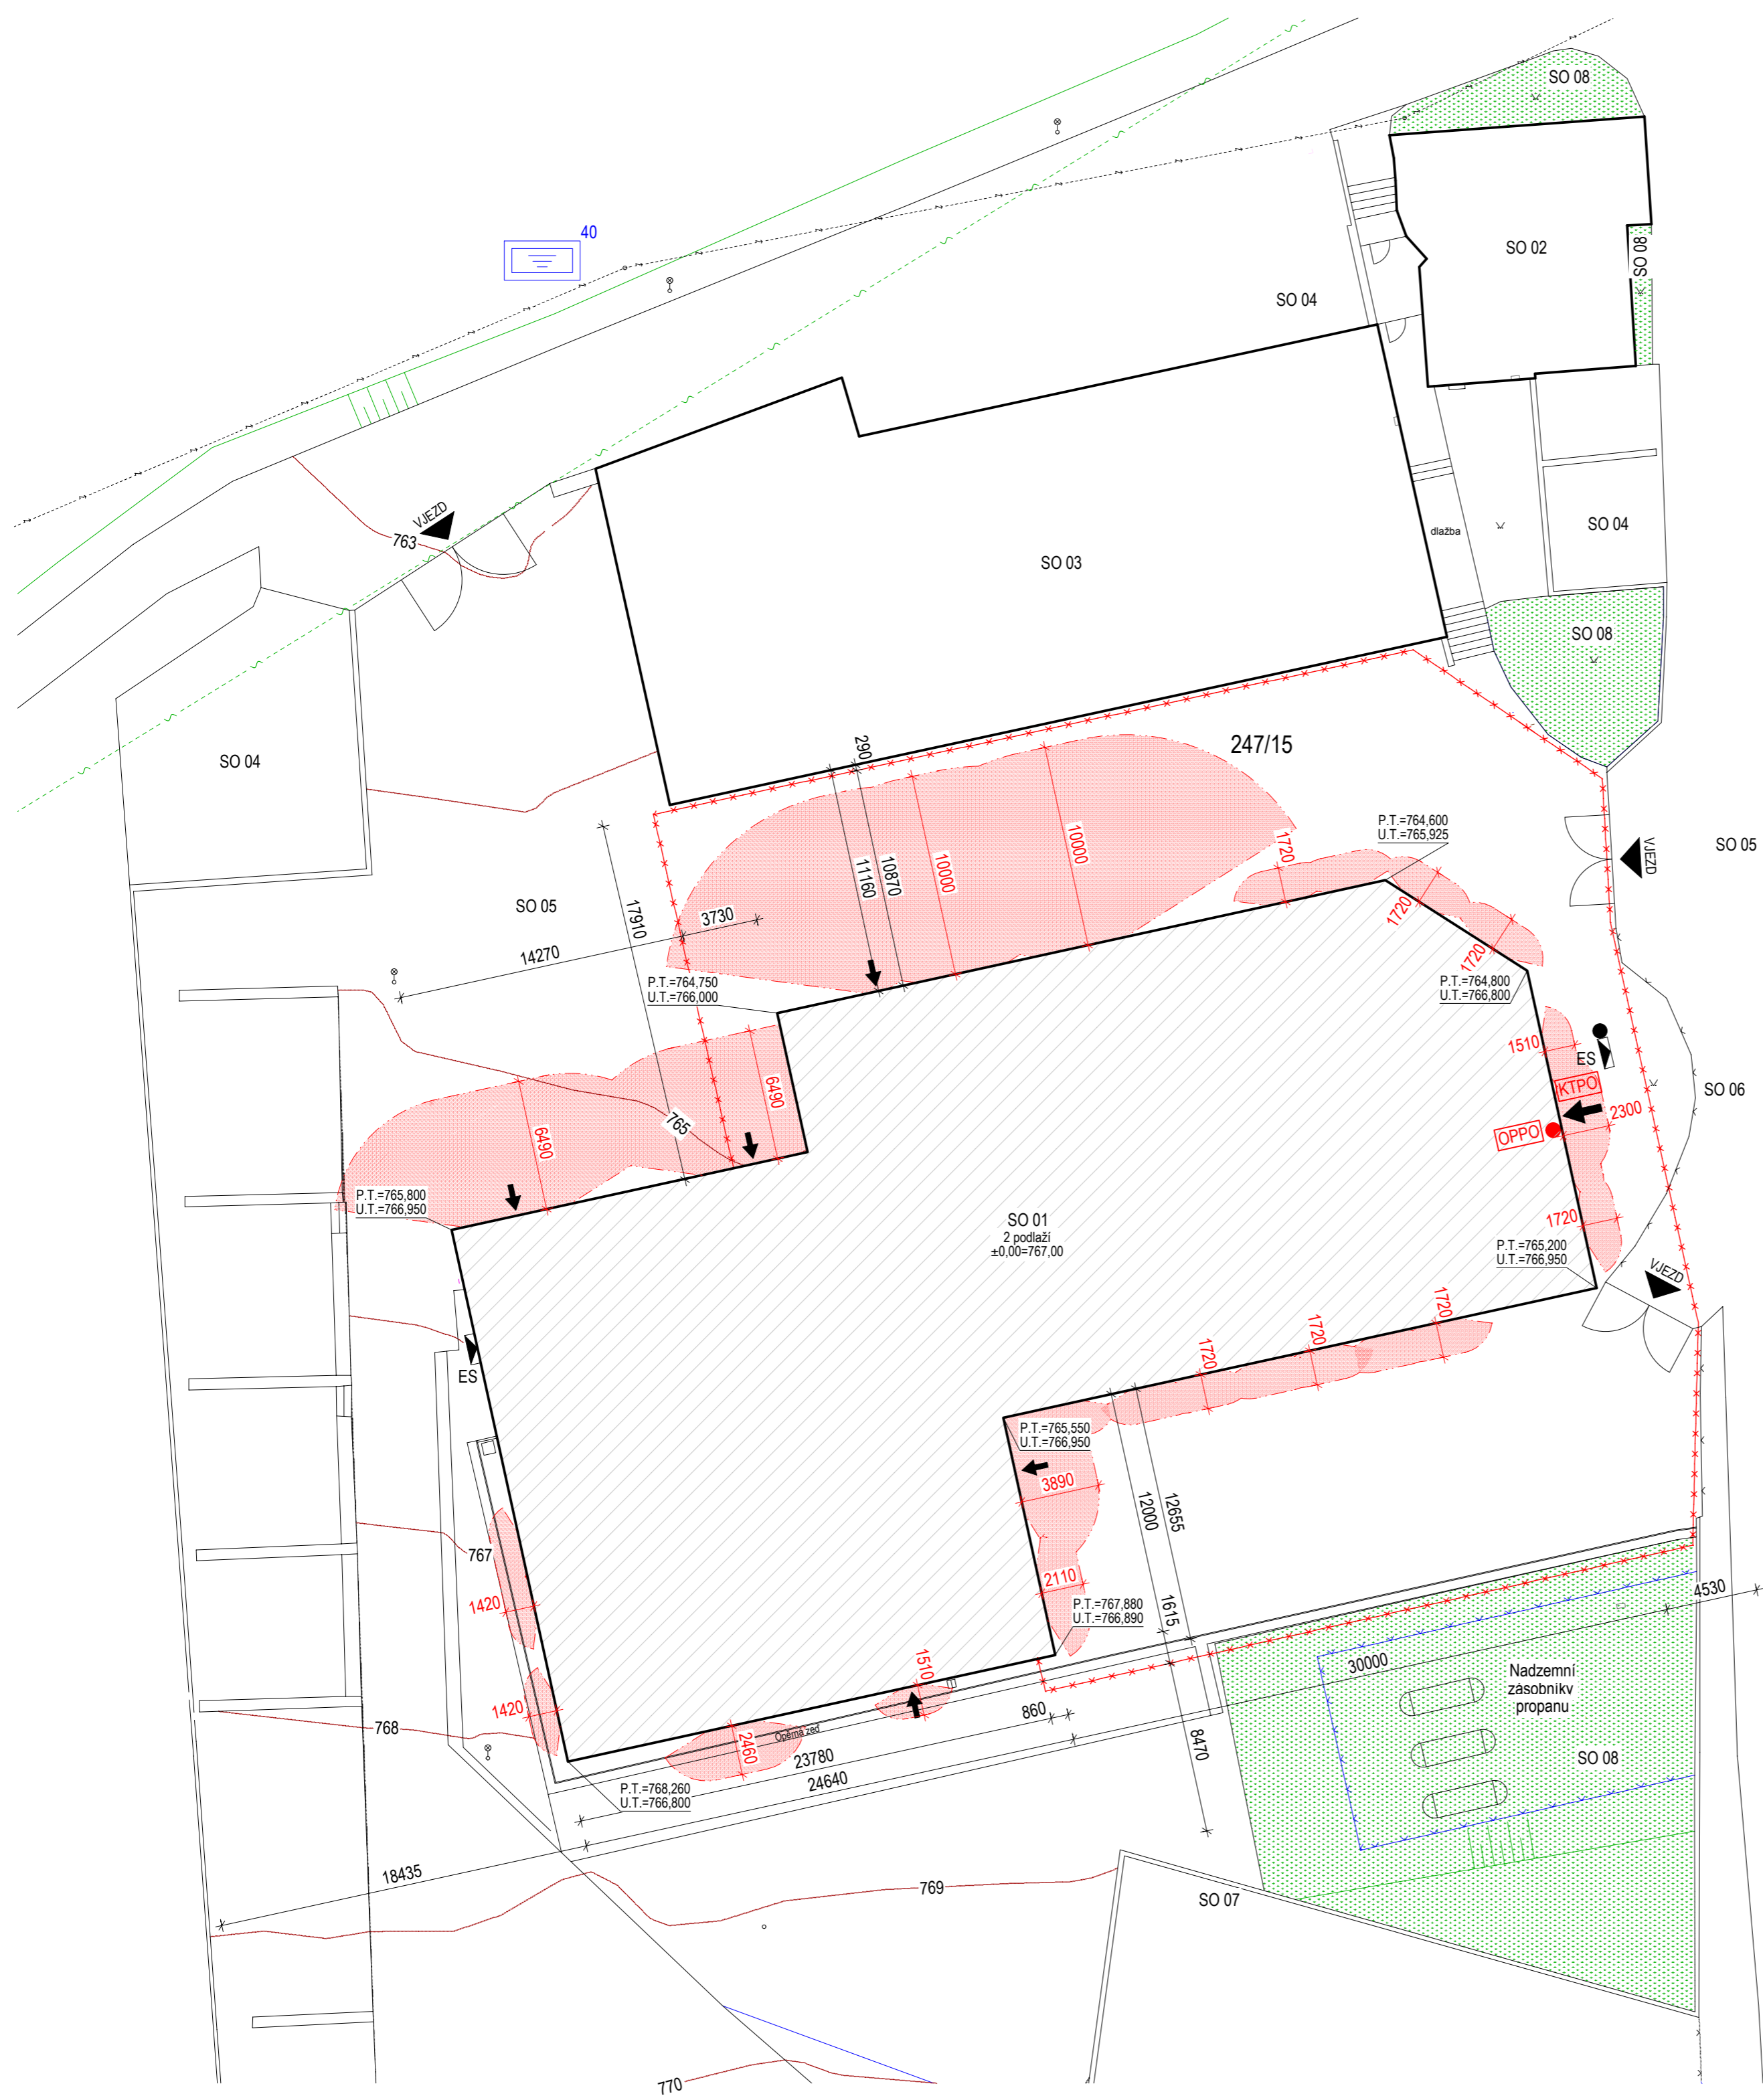 SO 08
40
SO 02
SO 08
SO 04
VJEZD
763
SO 03
dlažba
SO 04
SO 08
SO 04
290
247/15
10000
10000
11160
10870
1720
P.T.=764,600
U.T.=765,925
VJEZD
SO 05
SO 05
17910
3730
14270
1720
1720
P.T.=764,750
U.T.=766,000
P.T.=764,800
U.T.=766,800
1510
ES
KTPO
2300
SO 06
OPPO
6490
6490
765
P.T.=765,800
U.T.=766,950
SO 01
2 podlaží
±0,00=767,00
1720
P.T.=765,200
U.T.=766,950
VJEZD
ES
1720
1720
1720
P.T.=765,550
U.T.=766,950
3890
12000
12655
767
2110
1420
P.T.=767,880
U.T.=766,890
1615
4530
1510
30000
Nadzemní
zásobníky
propanu
1420
768
860
Opěrná zeď
2460
23780
24640
8470
SO 08
P.T.=768,260
U.T.=766,800
18435
769
SO 07
770